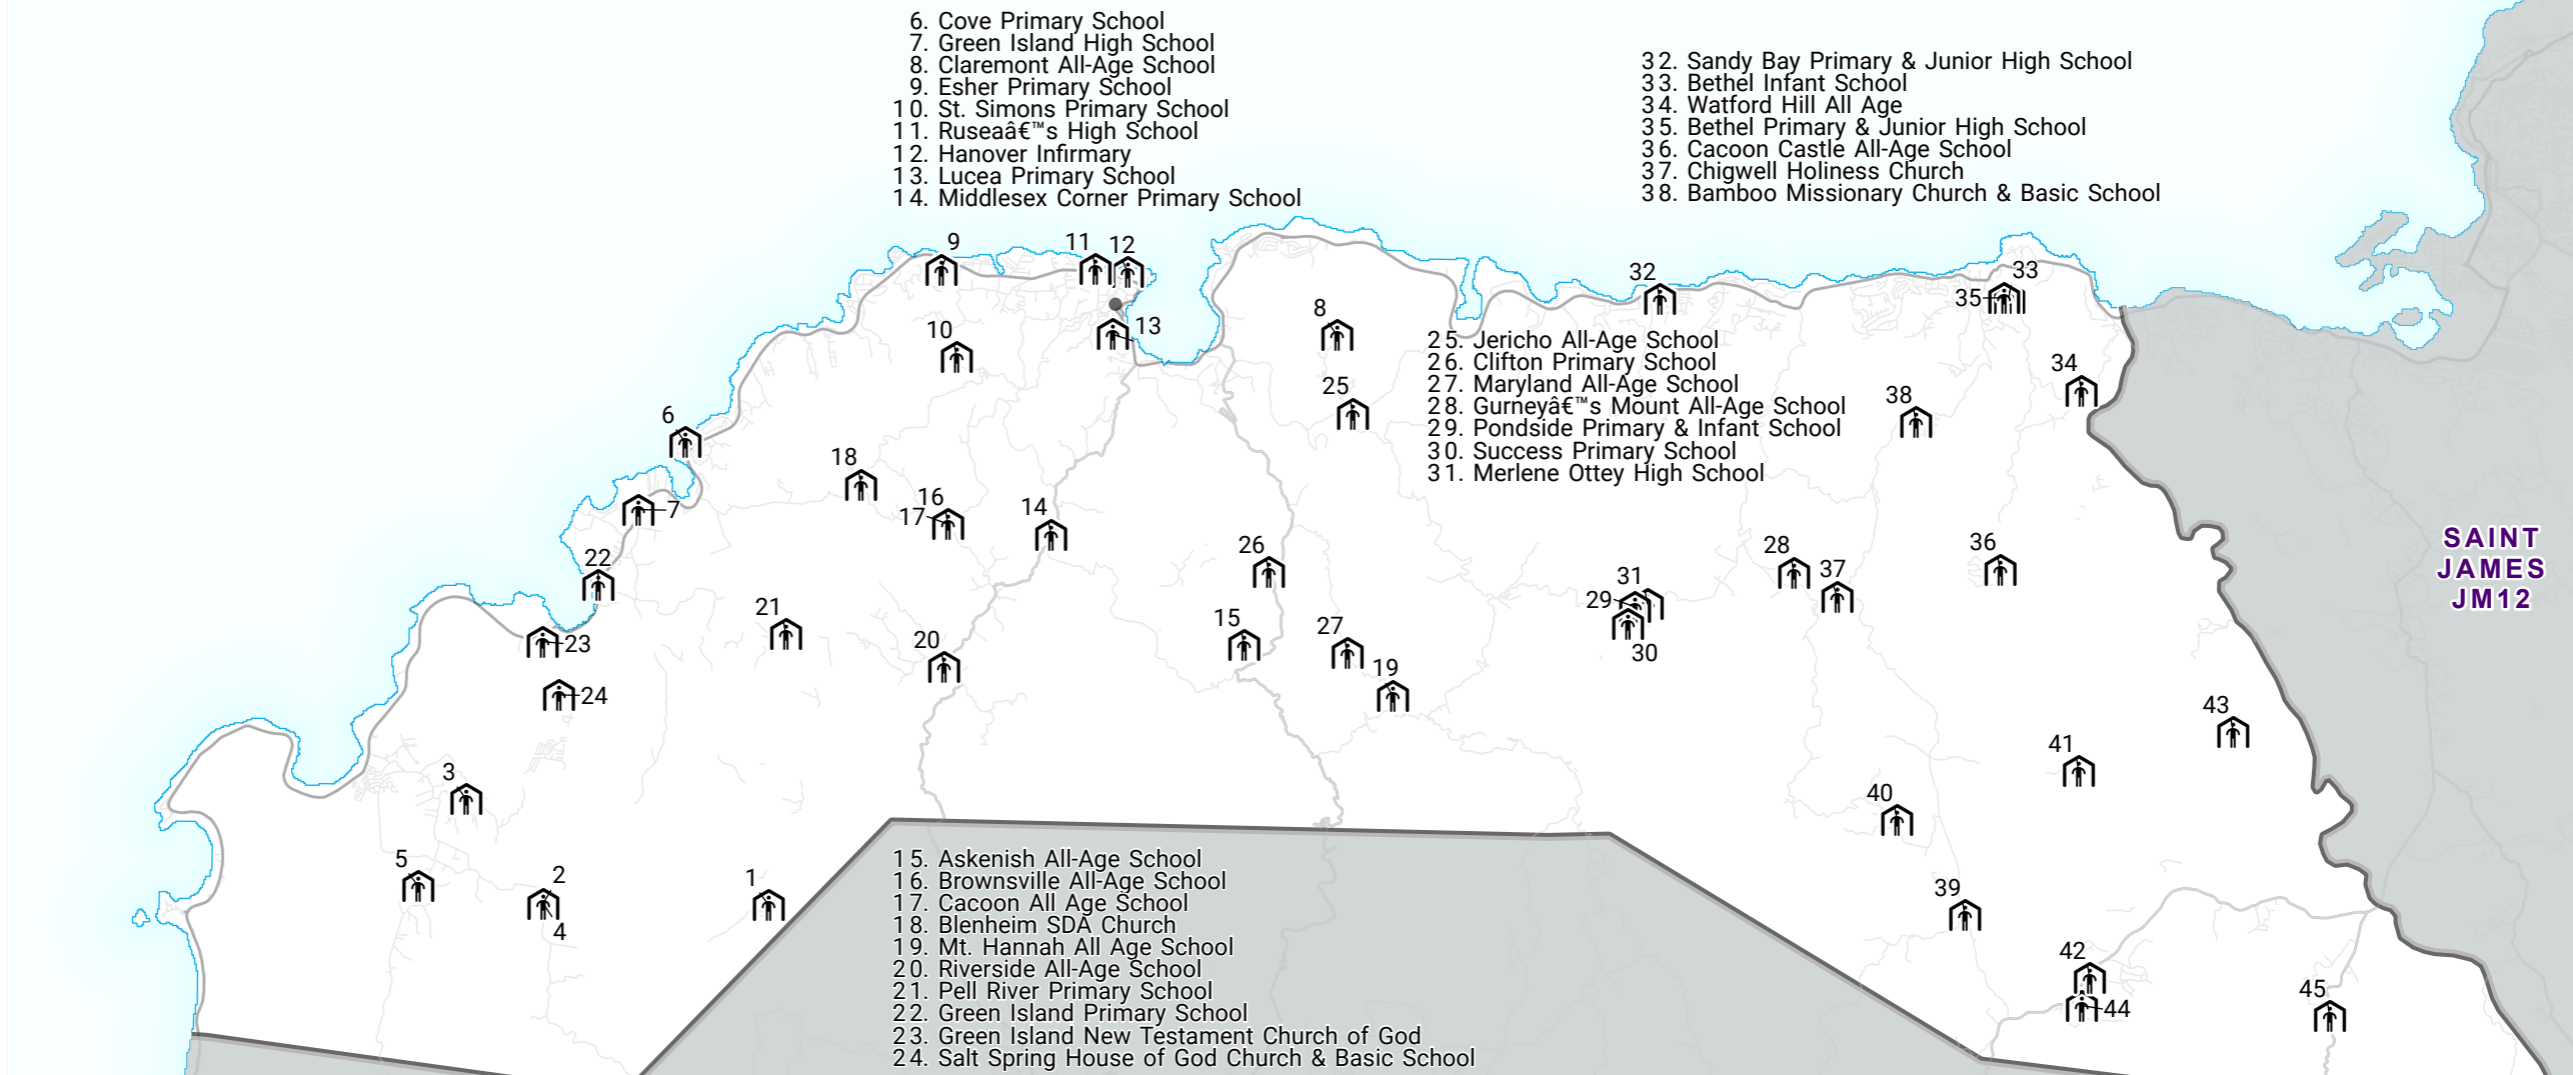 6. Cove Primary School
7. Green Island High School
8. Claremont All-Age School
9. Esher Primary School
10. St. Simons Primary School
11. Ruseaâ€™s High School
12. Hanover Infirmary
13. Lucea Primary School
14. Middlesex Corner Primary School
32. Sandy Bay Primary & Junior High School
33. Bethel Infant School
34. Watford Hill All Age
35. Bethel Primary & Junior High School
36. Cacoon Castle All-Age School
37. Chigwell Holiness Church
38. Bamboo Missionary Church & Basic School
9
11
12
32
33
35
8
13
10
25. Jericho All-Age School
26. Clifton Primary School
27. Maryland All-Age School
28. Gurneyâ€™s Mount All-Age School
29. Pondside Primary & Infant School
30. Success Primary School
31. Merlene Ottey High School
34
25
38
6
18
16
17
14
7
26
28
36
SAINT
JAMES
JM12
22
31
37
29
21
15
27
23
20
30
19
24
43
41
3
40
5
2
1
4
39
15. Askenish All-Age School
16. Brownsville All-Age School
17. Cacoon All Age School
18. Blenheim SDA Church
19. Mt. Hannah All Age School
20. Riverside All-Age School
21. Pell River Primary School
22. Green Island Primary School
23. Green Island New Testament Church of God
24. Salt Spring House of God Church & Basic School
42
45
44